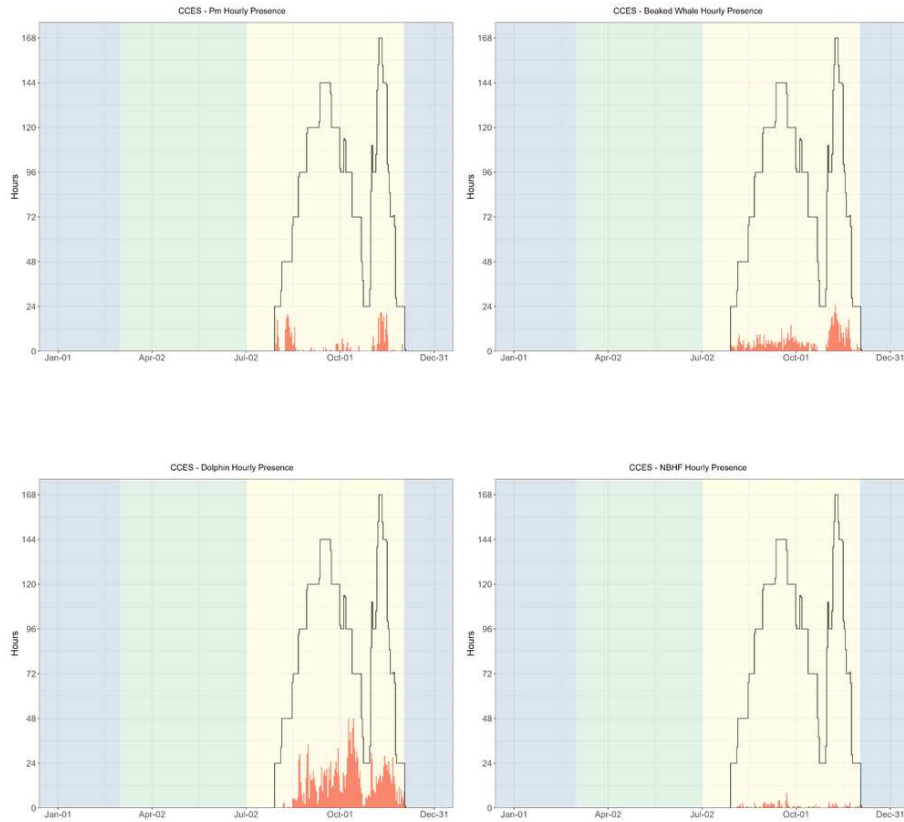 CCES - Pm Hourly Presence
168
144
120
96
72
48
24
0
Hours
Jan-01 Apr-02 Jul-02 Oct-01 Dec-31
CCES - Beaked Whale Hourly Presence
168
144
120
96
72
48
24
0
Hours
Jan-01 Apr-02 Jul-02 Oct-01 Dec-31
CCES - Dolphin Hourly Presence
168
144
120
96
72
48
24
0
Hours
Jan-01 Apr-02 Jul-02 Oct-01 Dec-31
CCES - NBHF Hourly Presence
168
144
120
96
72
48
24
0
Hours
Jan-01 Apr-02 Jul-02 Oct-01 Dec-31